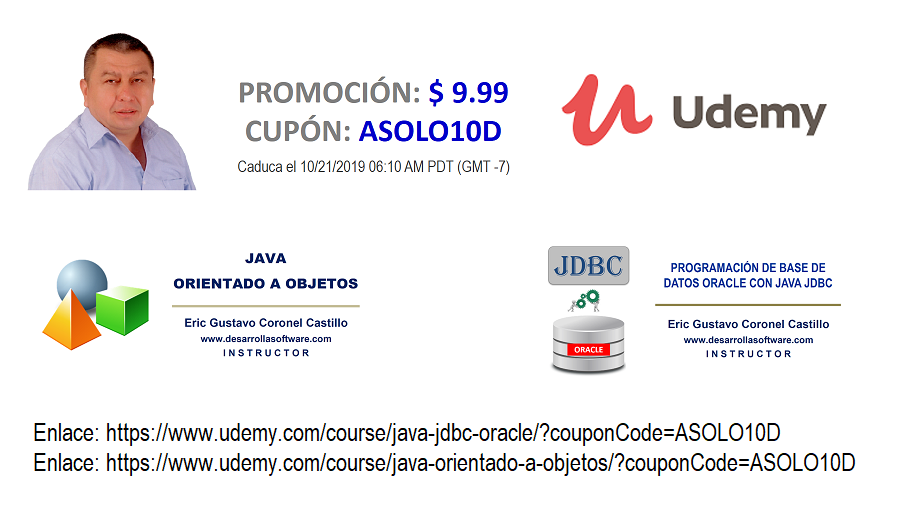 PROMOCIÓN: $ 9.99
CUPÓN: ASOLO10D
Caduca el 10/21/2019 06:10 AM PDT (GMT -7)
Udemy
JAVA
ORIENTADO A OBJETOS
Eric Gustavo Coronel Castillo
www.desarrollasoftware.com
INSTRUCTOR
JDBC
ORACLE
PROGRAMACIÓN DE BASE DE
DATOS ORACLE CON JAVA JDBC
Eric Gustavo Coronel Castillo
www.desarrollasoftware.com
INSTRUCTOR
Enlace: https://www.udemy.com/course/java-jdbc-oracle/?couponCode=ASOLO10D
Enlace: https://www.udemy.com/course/java-orientado-a-objetos/?couponCode=ASOLO10D